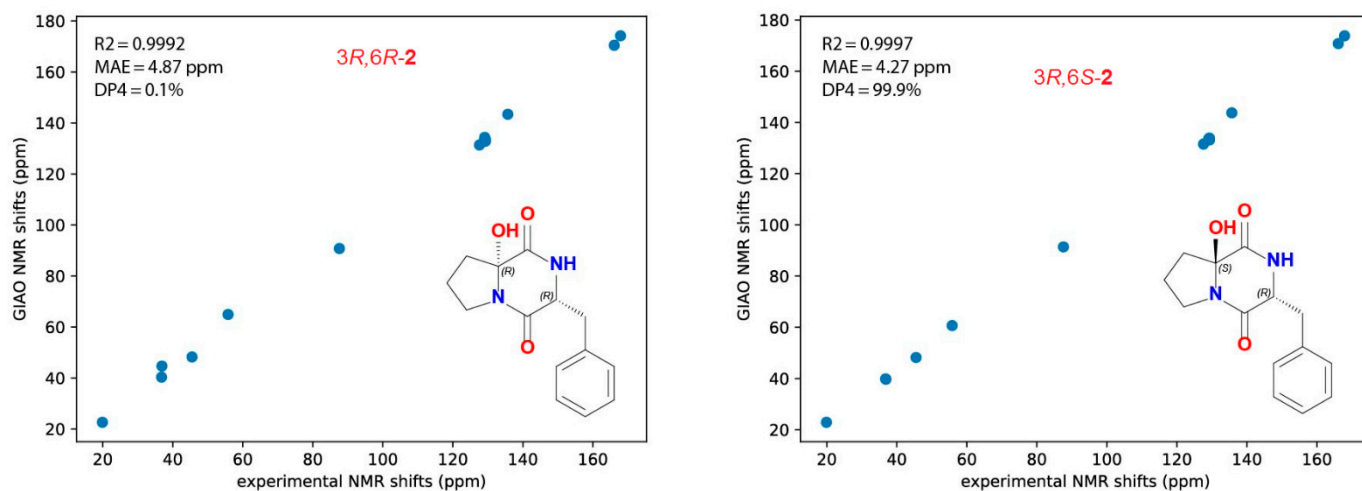 R2 = 0.9992
MAE = 4.87 ppm
DP4 = 0.1%
3R,6R-2
180
160
140
120
100
80
60
40
20
GIAO NMR shifts (ppm)
OH
O
(R)
NH
N
(R)
O
20 40 60 80 100 120 140 160
experimental NMR shifts (ppm)
R2 = 0.9997
MAE = 4.27 ppm
DP4 = 99.9%
3R,6S-2
180
160
140
120
100
80
60
40
20
GIAO NMR shifts (ppm)
OH
O
(S)
NH
N
(R)
O
20 40 60 80 100 120 140 160
experimental NMR shifts (ppm)